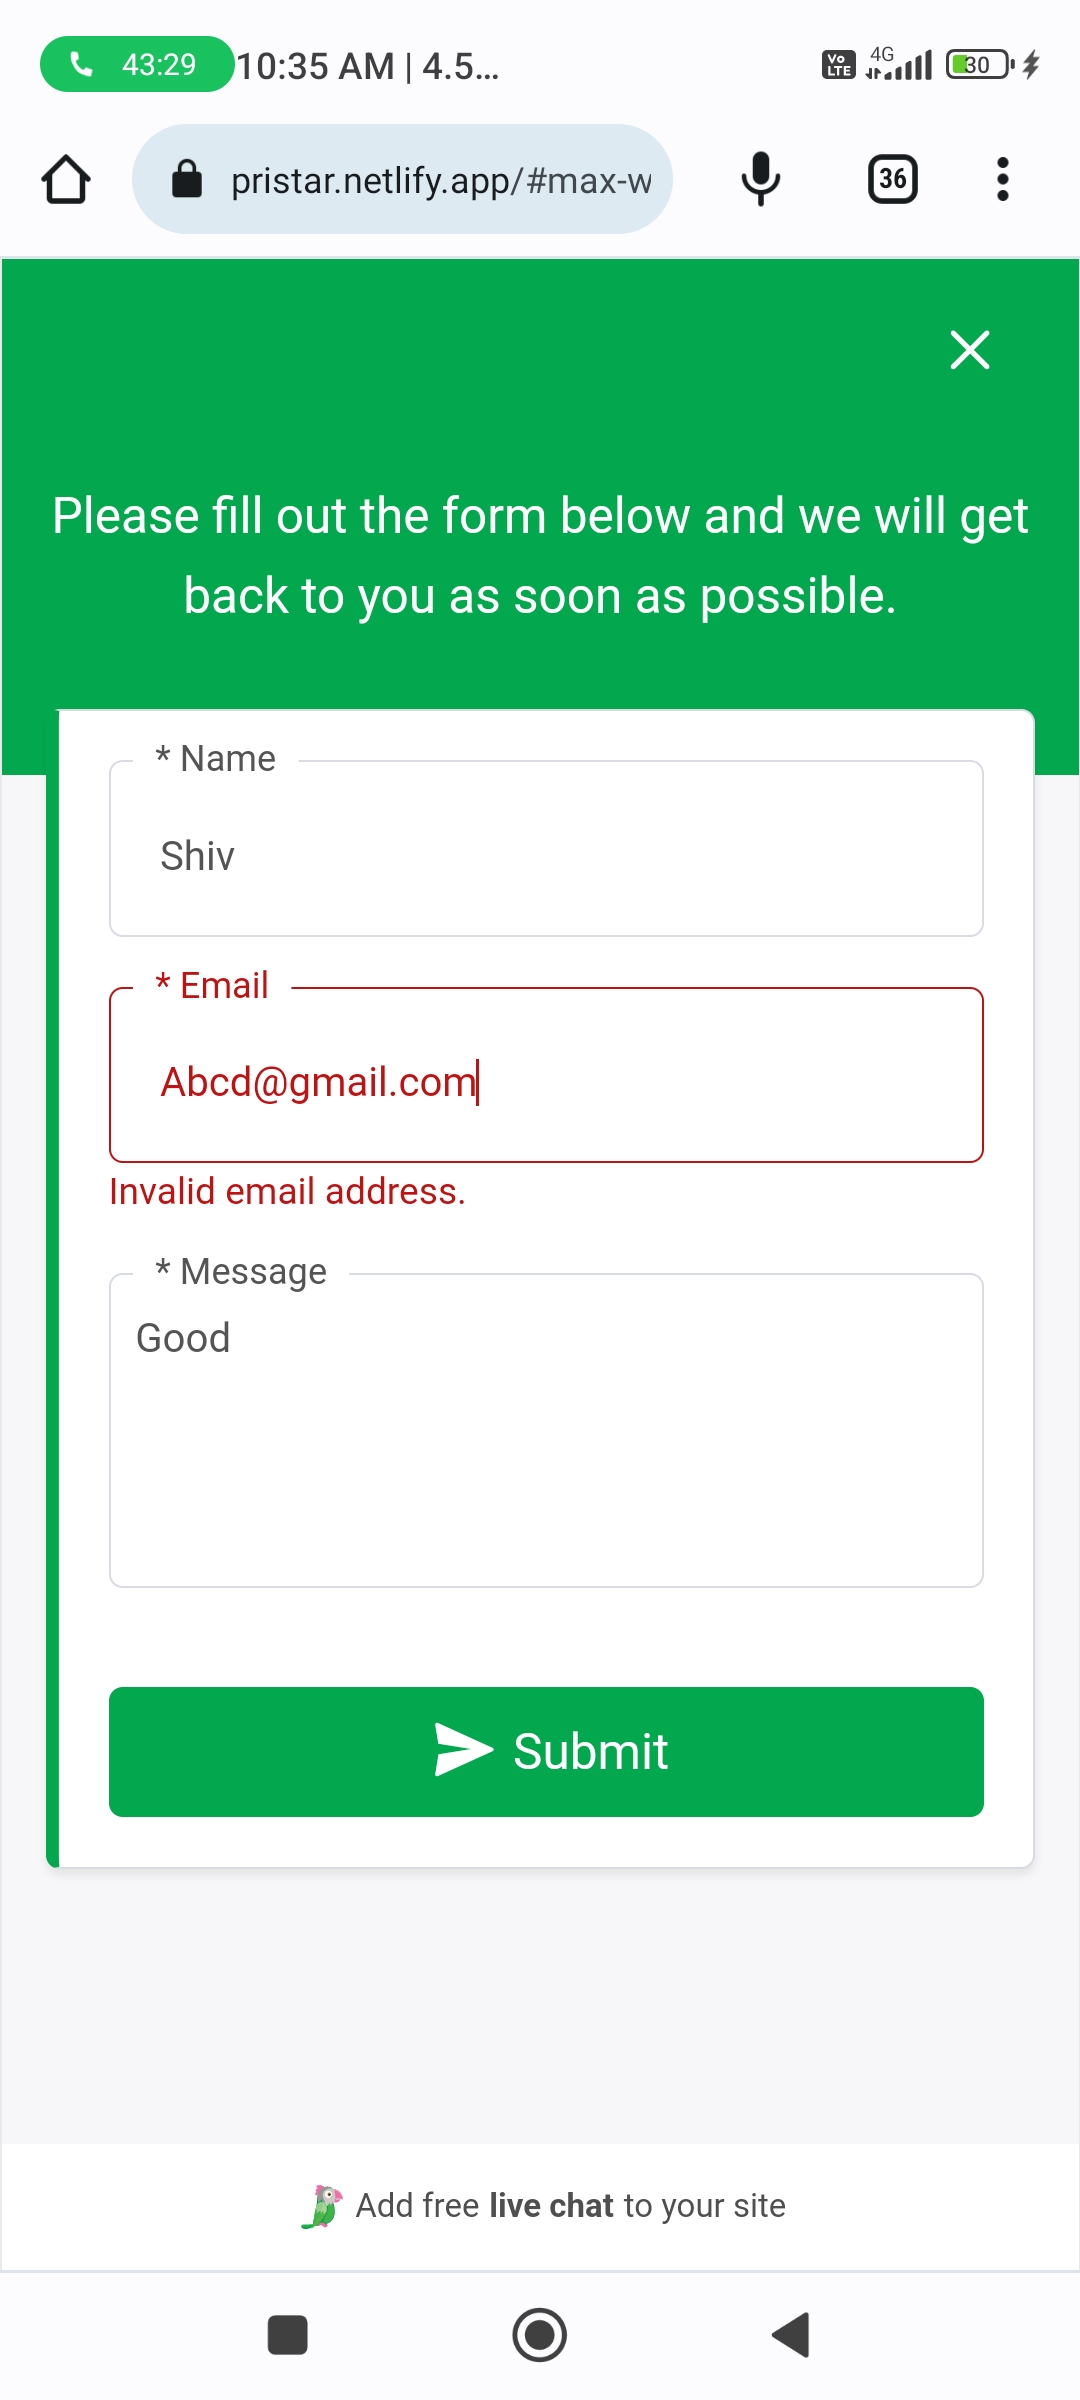 43:29 10:35 AM | 4.5... Vo LTE 4G 30
pristar.netlify.app/#max-w 36
Please fill out the form below and we will get
back to you as soon as possible.
* Name
Shiv
* Email
Abcd@gmail.com
Invalid email address.
* Message
Good
Submit
Add free live chat to your site